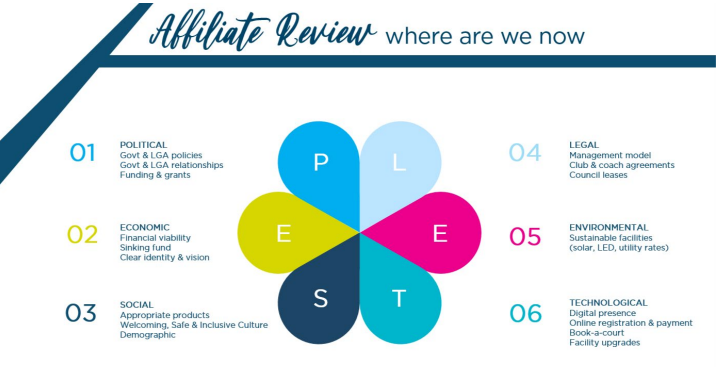 Affiliate Review where are we now
01
POLITICAL
Govt & LGA policies
Govt & LGA relationships
Funding & grants
02
ECONOMIC
Financial viability
Sinking fund
Clear identity & vision
03
SOCIAL
Appropriate products
Welcoming, Safe & Inclusive Culture
Demographic
P
L
E
E
S
T
04
LEGAL
Management model
Club & coach agreements
Council leases
05
ENVIRONMENTAL
Sustainable facilities
(solar, LED, utility rates)
06
TECHNOLOGICAL
Digital presence
Online registration & payment
Book-a-court
Facility upgrades